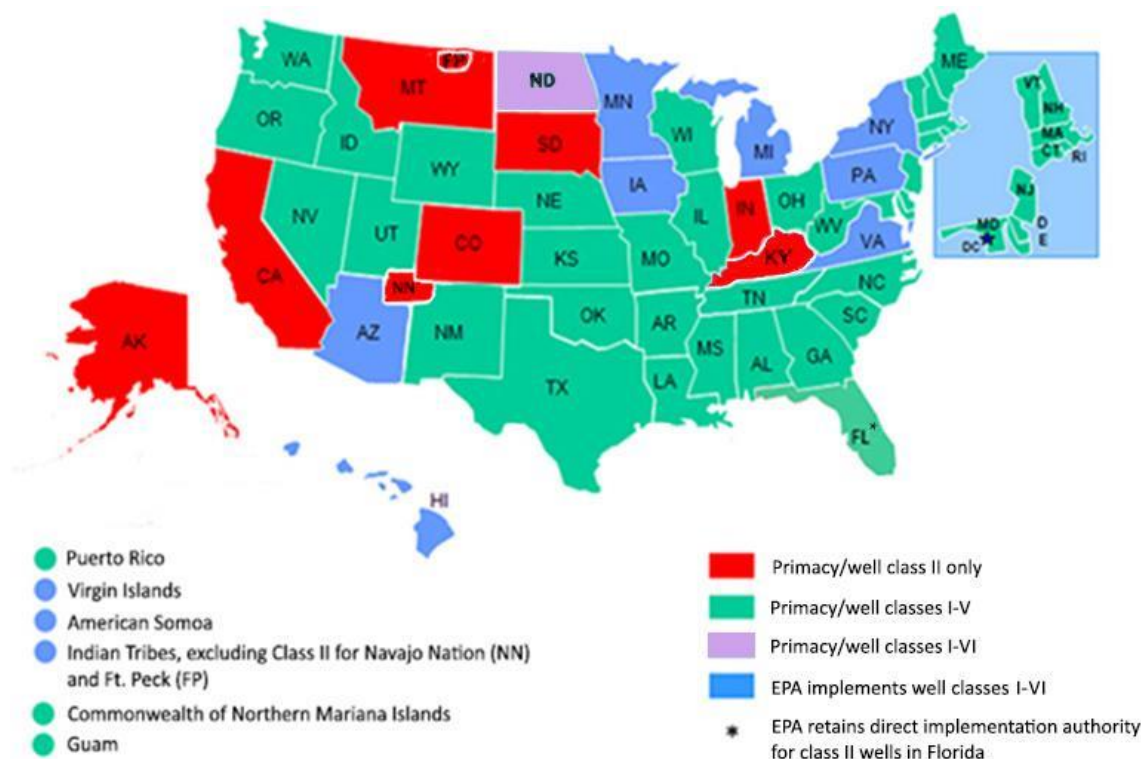 WA
MT
FP
ND
MN
ME
VT
NH
MA
CT
RI
NJ
MD
D
E
DC
OR
ID
WY
SD
WI
MI
NY
PA
IA
NE
NV
UT
CO
KS
MO
IL
IN
OH
WV
VA
KY
CA
NN
AZ
NM
OK
AR
TN
NC
SC
MS
AL
GA
LA
TX
FL*
AK
HI
Puerto Rico
Virgin Islands
American Somoa
Indian Tribes, excluding Class II for Navajo Nation (NN)
and Ft. Peck (FP)
Commonwealth of Northern Mariana Islands
Guam
Primacy/well class II only
Primacy/well classes I-V
Primacy/well classes I-VI
EPA implements well classes I-VI
* EPA retains direct implementation authority
for class II wells in Florida